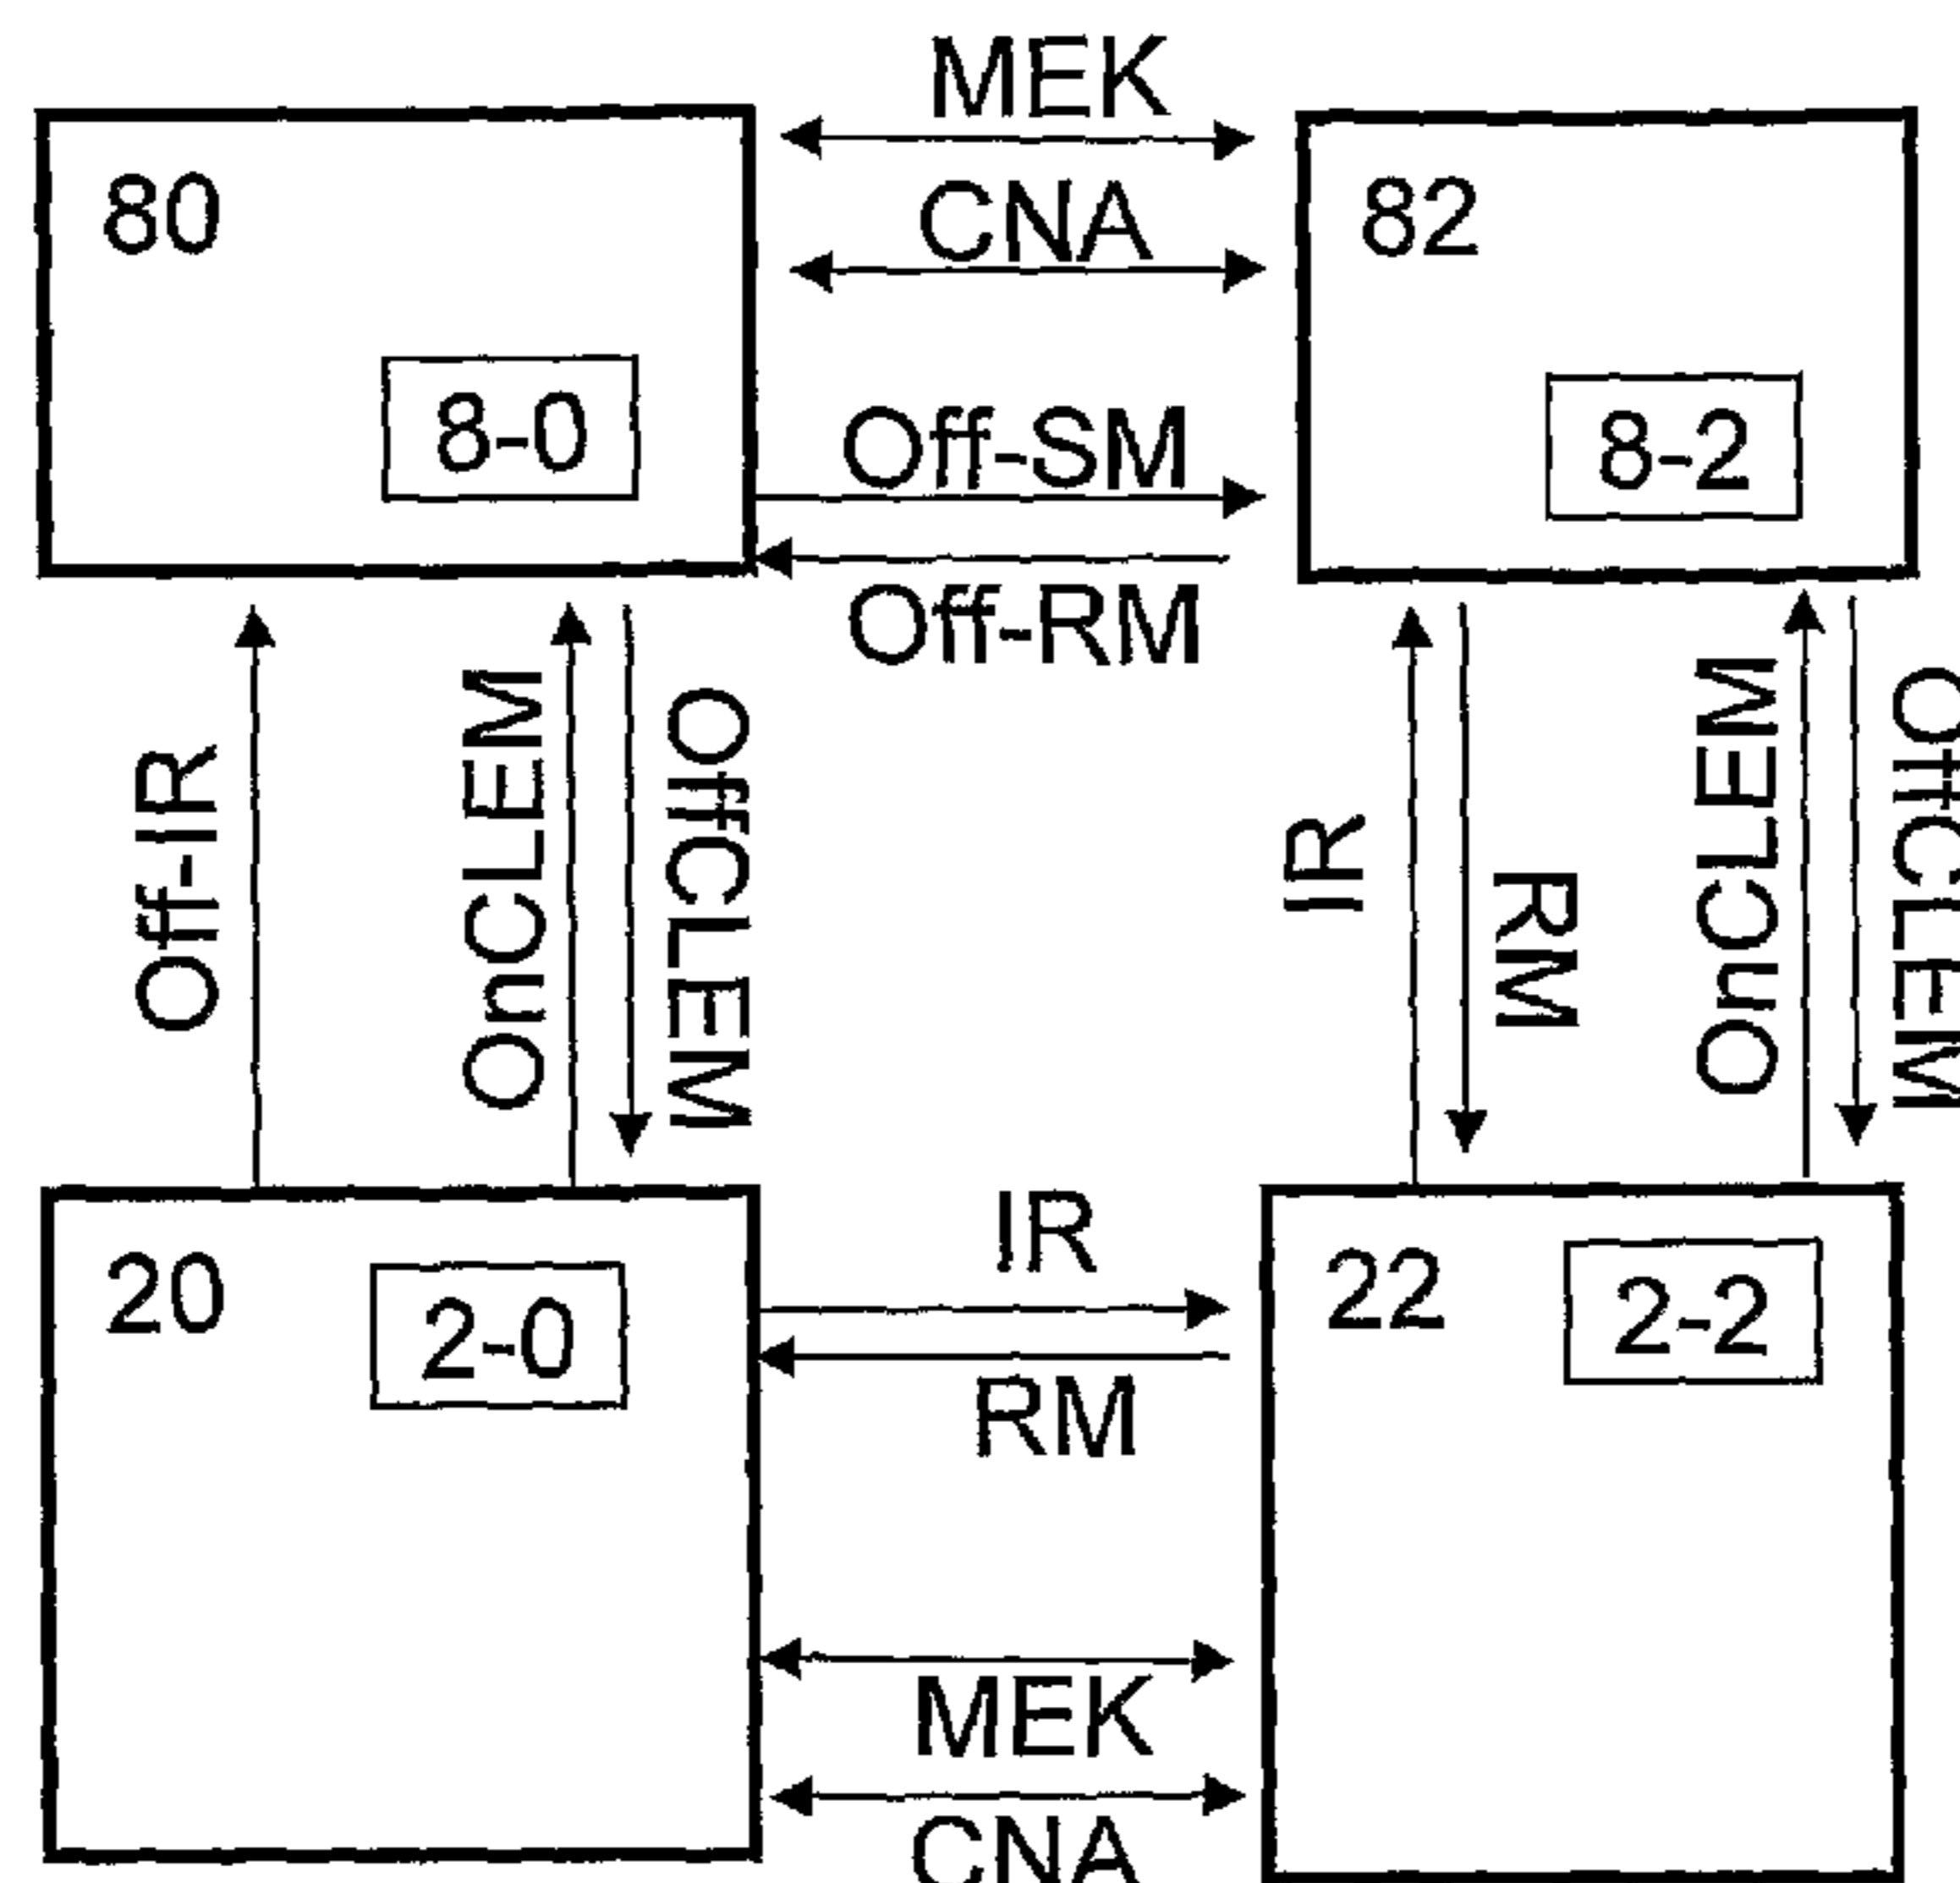 MEK
80
CNA
82
8-0
Off-SM
8-2
Off-RM
Off-IR
OnCLEM
OffCLEM
IR
RM
OnCLEM
OffCLEM
20
2-0
IR
22
2-2
RM
MEK
CNA